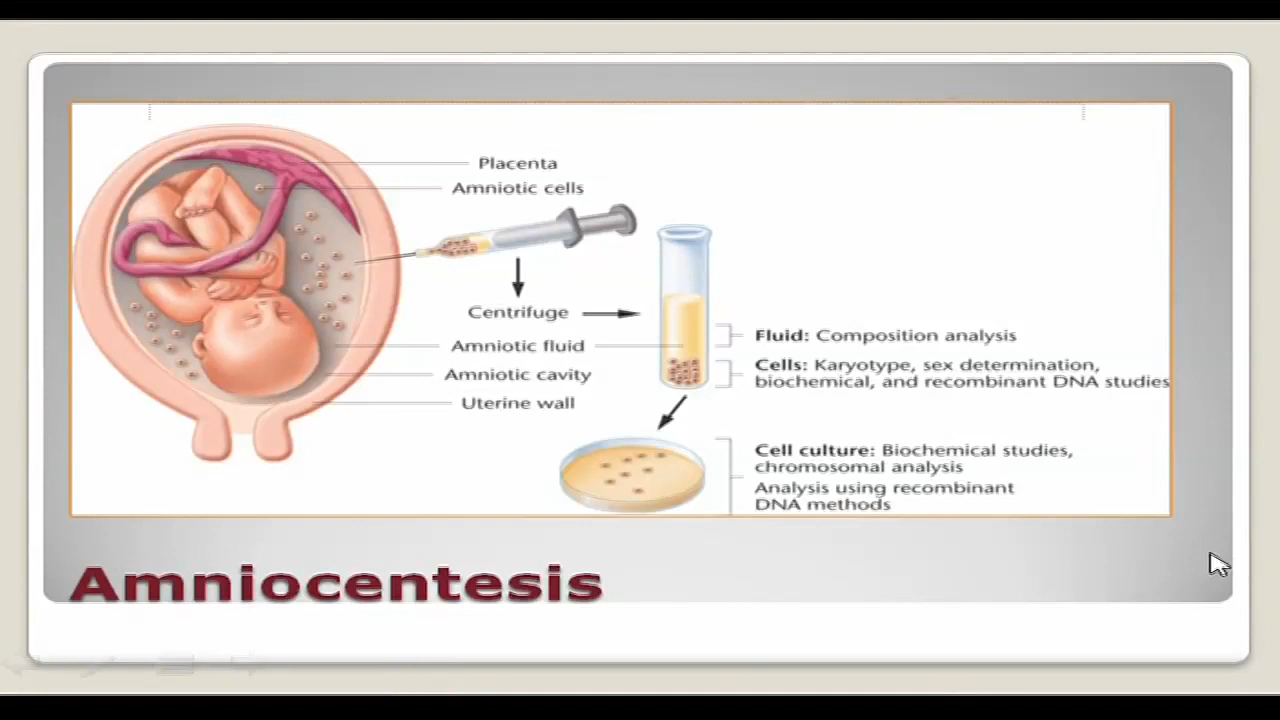 Placenta
Amniotic cells
Centrifuge
Amniotic fluid
Amniotic cavity
Uterine wall
Fluid: Composition analysis
Cells: Karyotype, sex determination,
biochemical, and recombinant DNA studies
Cell culture: Biochemical studies,
chromosomal analysis
Analysis using recombinant
DNA methods
Amniocentesis